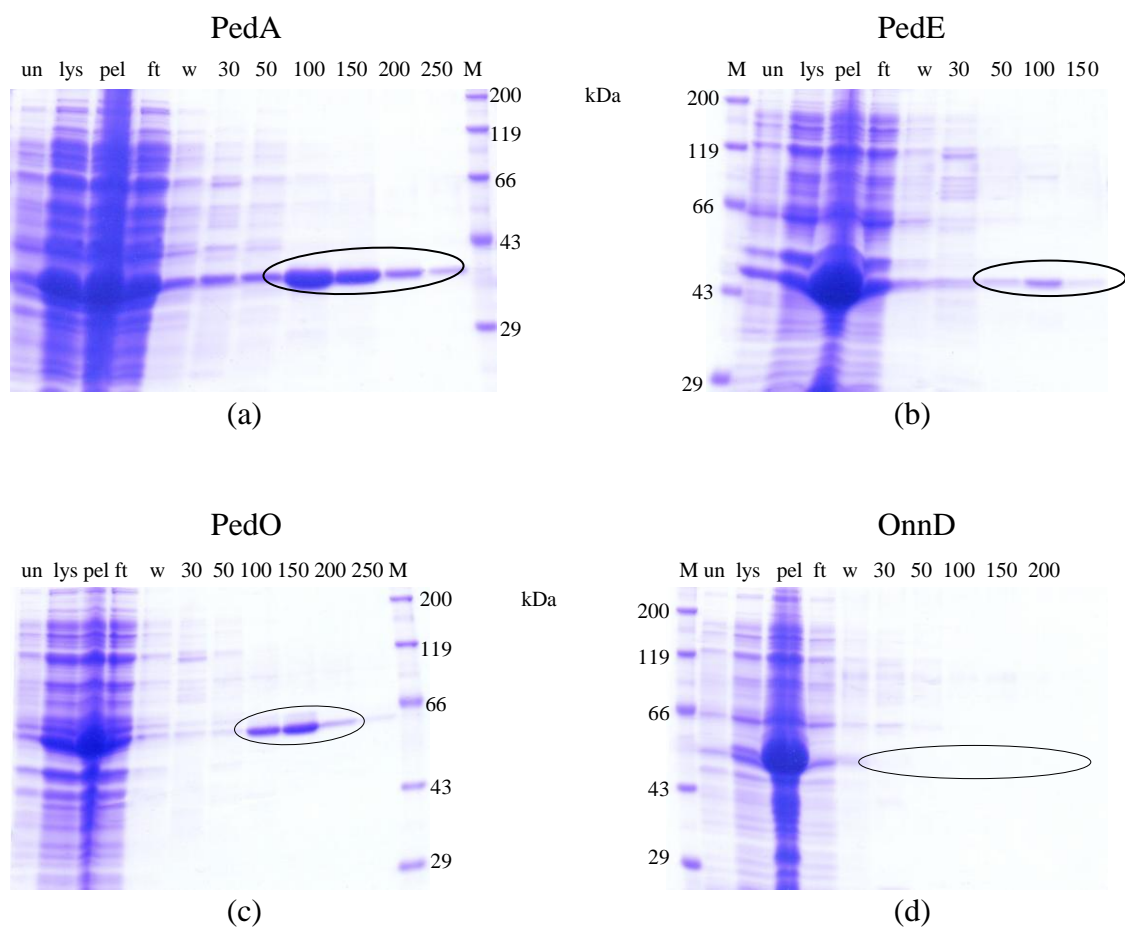 PedA
un lys pel ft w 30 50 100 150 200 250 M
200
119
66
43
29
(a)
kDa
PedE
M un lys pel ft w 30 50 100 150
200
119
66
43
29
(b)
PedO
un lys pel ft w 30 50 100 150 200 250 M
200
119
66
43
29
(c)
kDa
OnnD
M un lys pel ft w 30 50 100 150 200
200
119
66
43
29
(d)